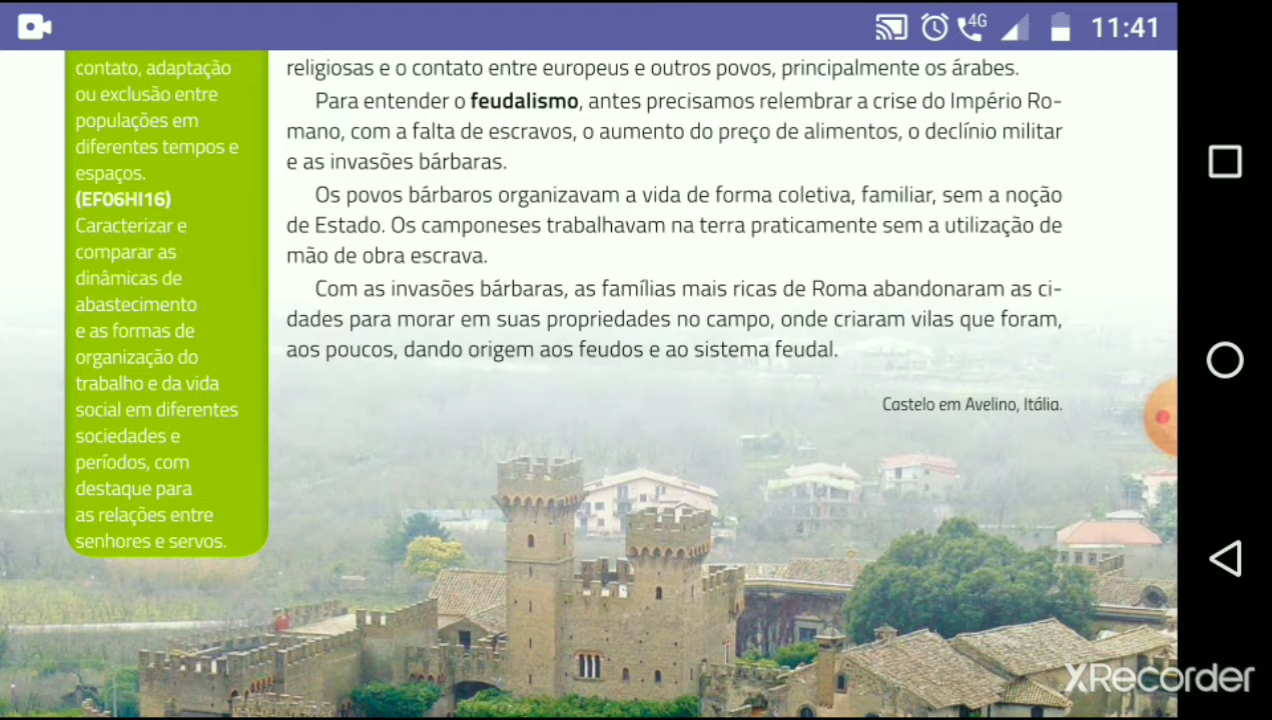 4G
11:41
contato, adaptação
ou exclusão entre
populações em
diferentes tempos e
espaços.
(EF06HI16)
Caracterizar e
comparar as
dinâmicas de
abastecimento
e as formas de
organização do
trabalho e da vida
social em diferentes
sociedades e
períodos, com
destaque para
as relações entre
senhores e servos.
religiosas e o contato entre europeus e outros povos, principalmente os árabes.
Para entender o feudalismo, antes precisamos relembrar a crise do Império Ro-
mano, com a falta de escravos, o aumento do preço de alimentos, o declínio militar
e as invasões bárbaras.
Os povos bárbaros organizavam a vida de forma coletiva, familiar, sem a noção
de Estado. Os camponeses trabalhavam na terra praticamente sem a utilização de
mão de obra escrava.
Com as invasões bárbaras, as famílias mais ricas de Roma abandonaram as ci-
dades para morar em suas propriedades no campo, onde criaram vilas que foram,
aos poucos, dando origem aos feudos e ao sistema feudal.
Castelo em Avelino, Itália.
XRecorder